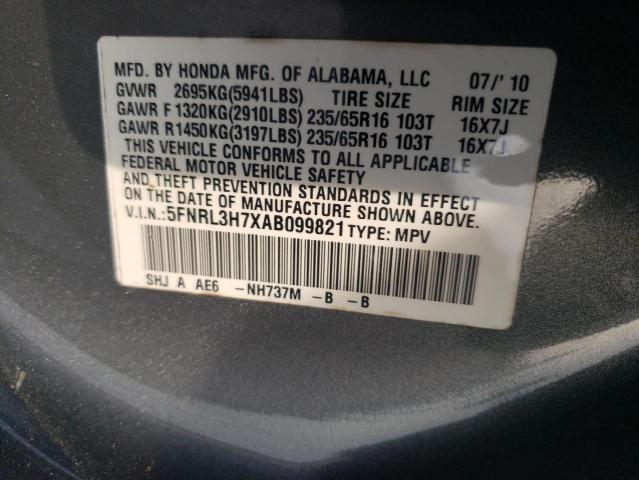 MFD. BY HONDA MFG. OF ALABAMA, LLC 07/' 10
GVWR 2695KG(5941LBS) TIRE SIZE RIM SIZE
GAWR F 1320KG(2910LBS) 235/65R16 103T 16X7J
GAWR R1450KG(3197LBS) 235/65R16 103T 16X7J
THIS VEHICLE CONFORMS TO ALL APPLICABLE
FEDERAL MOTOR VEHICLE SAFETY
AND THEFT PREVENTION STANDARDS IN EFFECT
ON THE DATE OF MANUFACTURE SHOWN ABOVE.
V.I.N.: 5FNRL3H7XAB099821 TYPE: MPV
SHJ A AE6 -NH737M -B -B